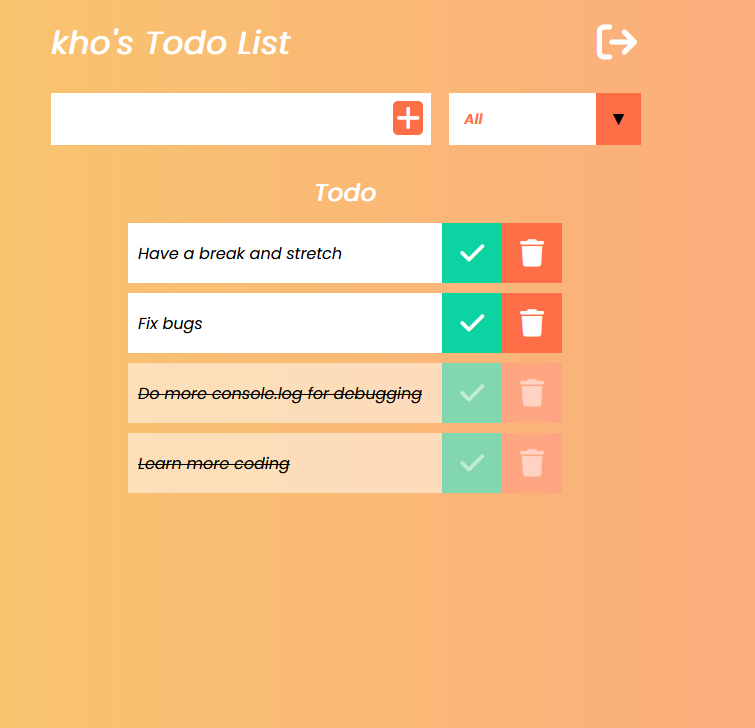 kho's Todo List
All
▼
Todo
Have a break and stretch
Fix bugs
Do more console.log for debugging
Learn more coding